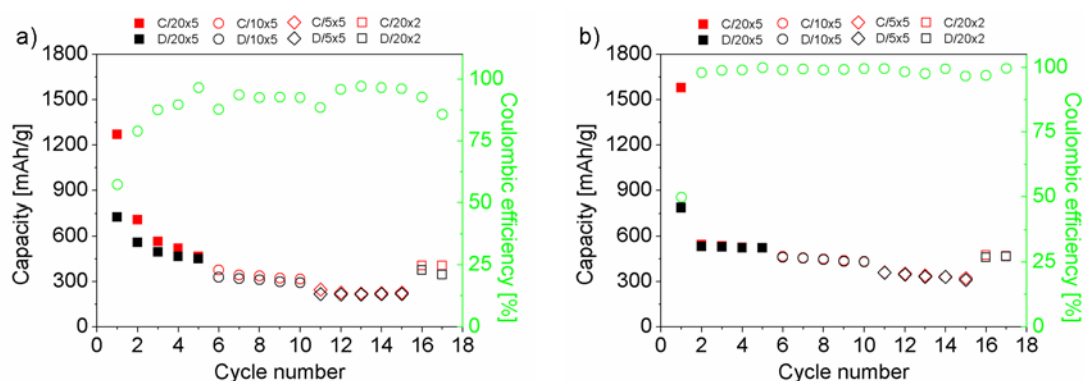 C/20x5 C/10x5 C/5x5 C/20x2
D/20x5 D/10x5 D/5x5 D/20x2
a)
1800
1500
1200
900
600
300
0
Capacity [mAh/g]
0 2 4 6 8 10 12 14 16 18
Cycle number
100
75
50
25
0
Coulombic efficiency [%]
C/20x5 C/10x5 C/5x5 C/20x2
D/20x5 D/10x5 D/5x5 D/20x2
b)
1800
1500
1200
900
600
300
0
Capacity [mAh/g]
0 2 4 6 8 10 12 14 16 18
Cycle number
100
75
50
25
0
Coulombic efficiency [%]